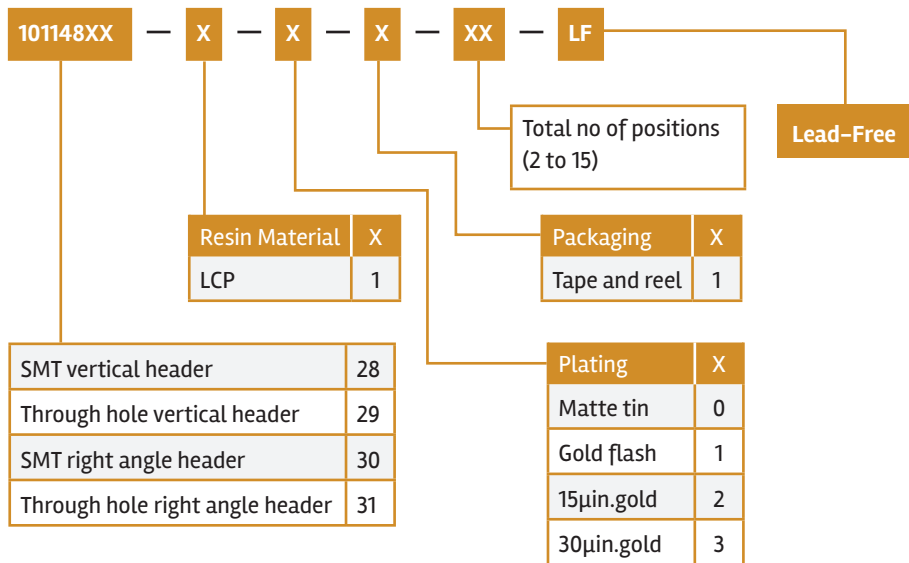 101148XX — X — X — X — XX — LF
Total no of positions
(2 to 15)
Lead-Free
Resin Material X
LCP 1
Packaging X
Tape and reel 1
SMT vertical header 28
Through hole vertical header 29
SMT right angle header 30
Through hole right angle header 31
Plating X
Matte tin 0
Gold flash 1
15µin.gold 2
30µin.gold 3